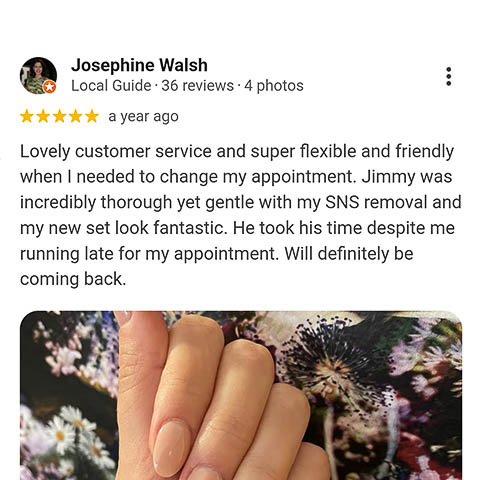 Josephine Walsh
Local Guide · 36 reviews · 4 photos
a year ago
Lovely customer service and super flexible and friendly
when I needed to change my appointment. Jimmy was
incredibly thorough yet gentle with my SNS removal and
my new set look fantastic. He took his time despite me
running late for my appointment. Will definitely be
coming back.